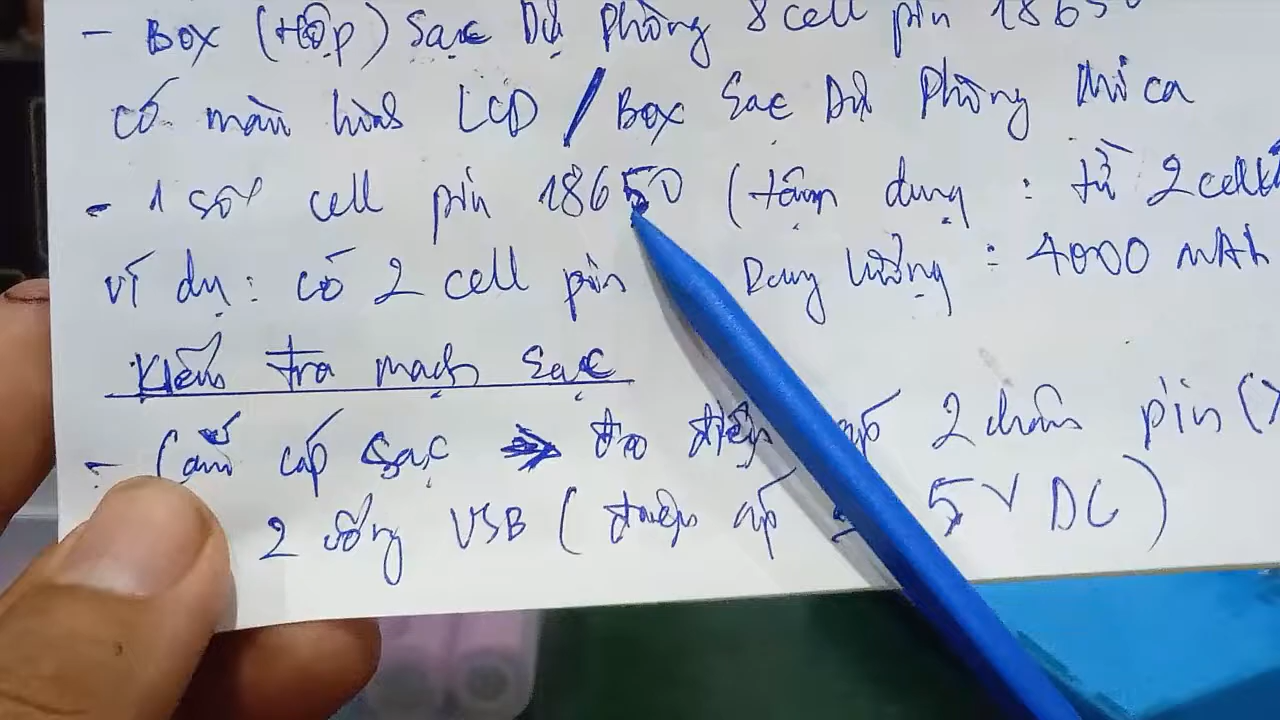 - Box (Hộp) Sạc Dự Phòng 8 cell pin 18650
có màn hình LCD / Box Sạc Dự Phòng Mica
- 1 số cell pin 18650 (tận dụng : từ 2 cell
ví dụ : có 2 cell pin Dung lượng : 4000 mAh
Kiểm tra mạch sạc
- Cắm cáp sạc → đo điện áp 2 chân pin (
2 cổng USB ( điện áp 5V DC )